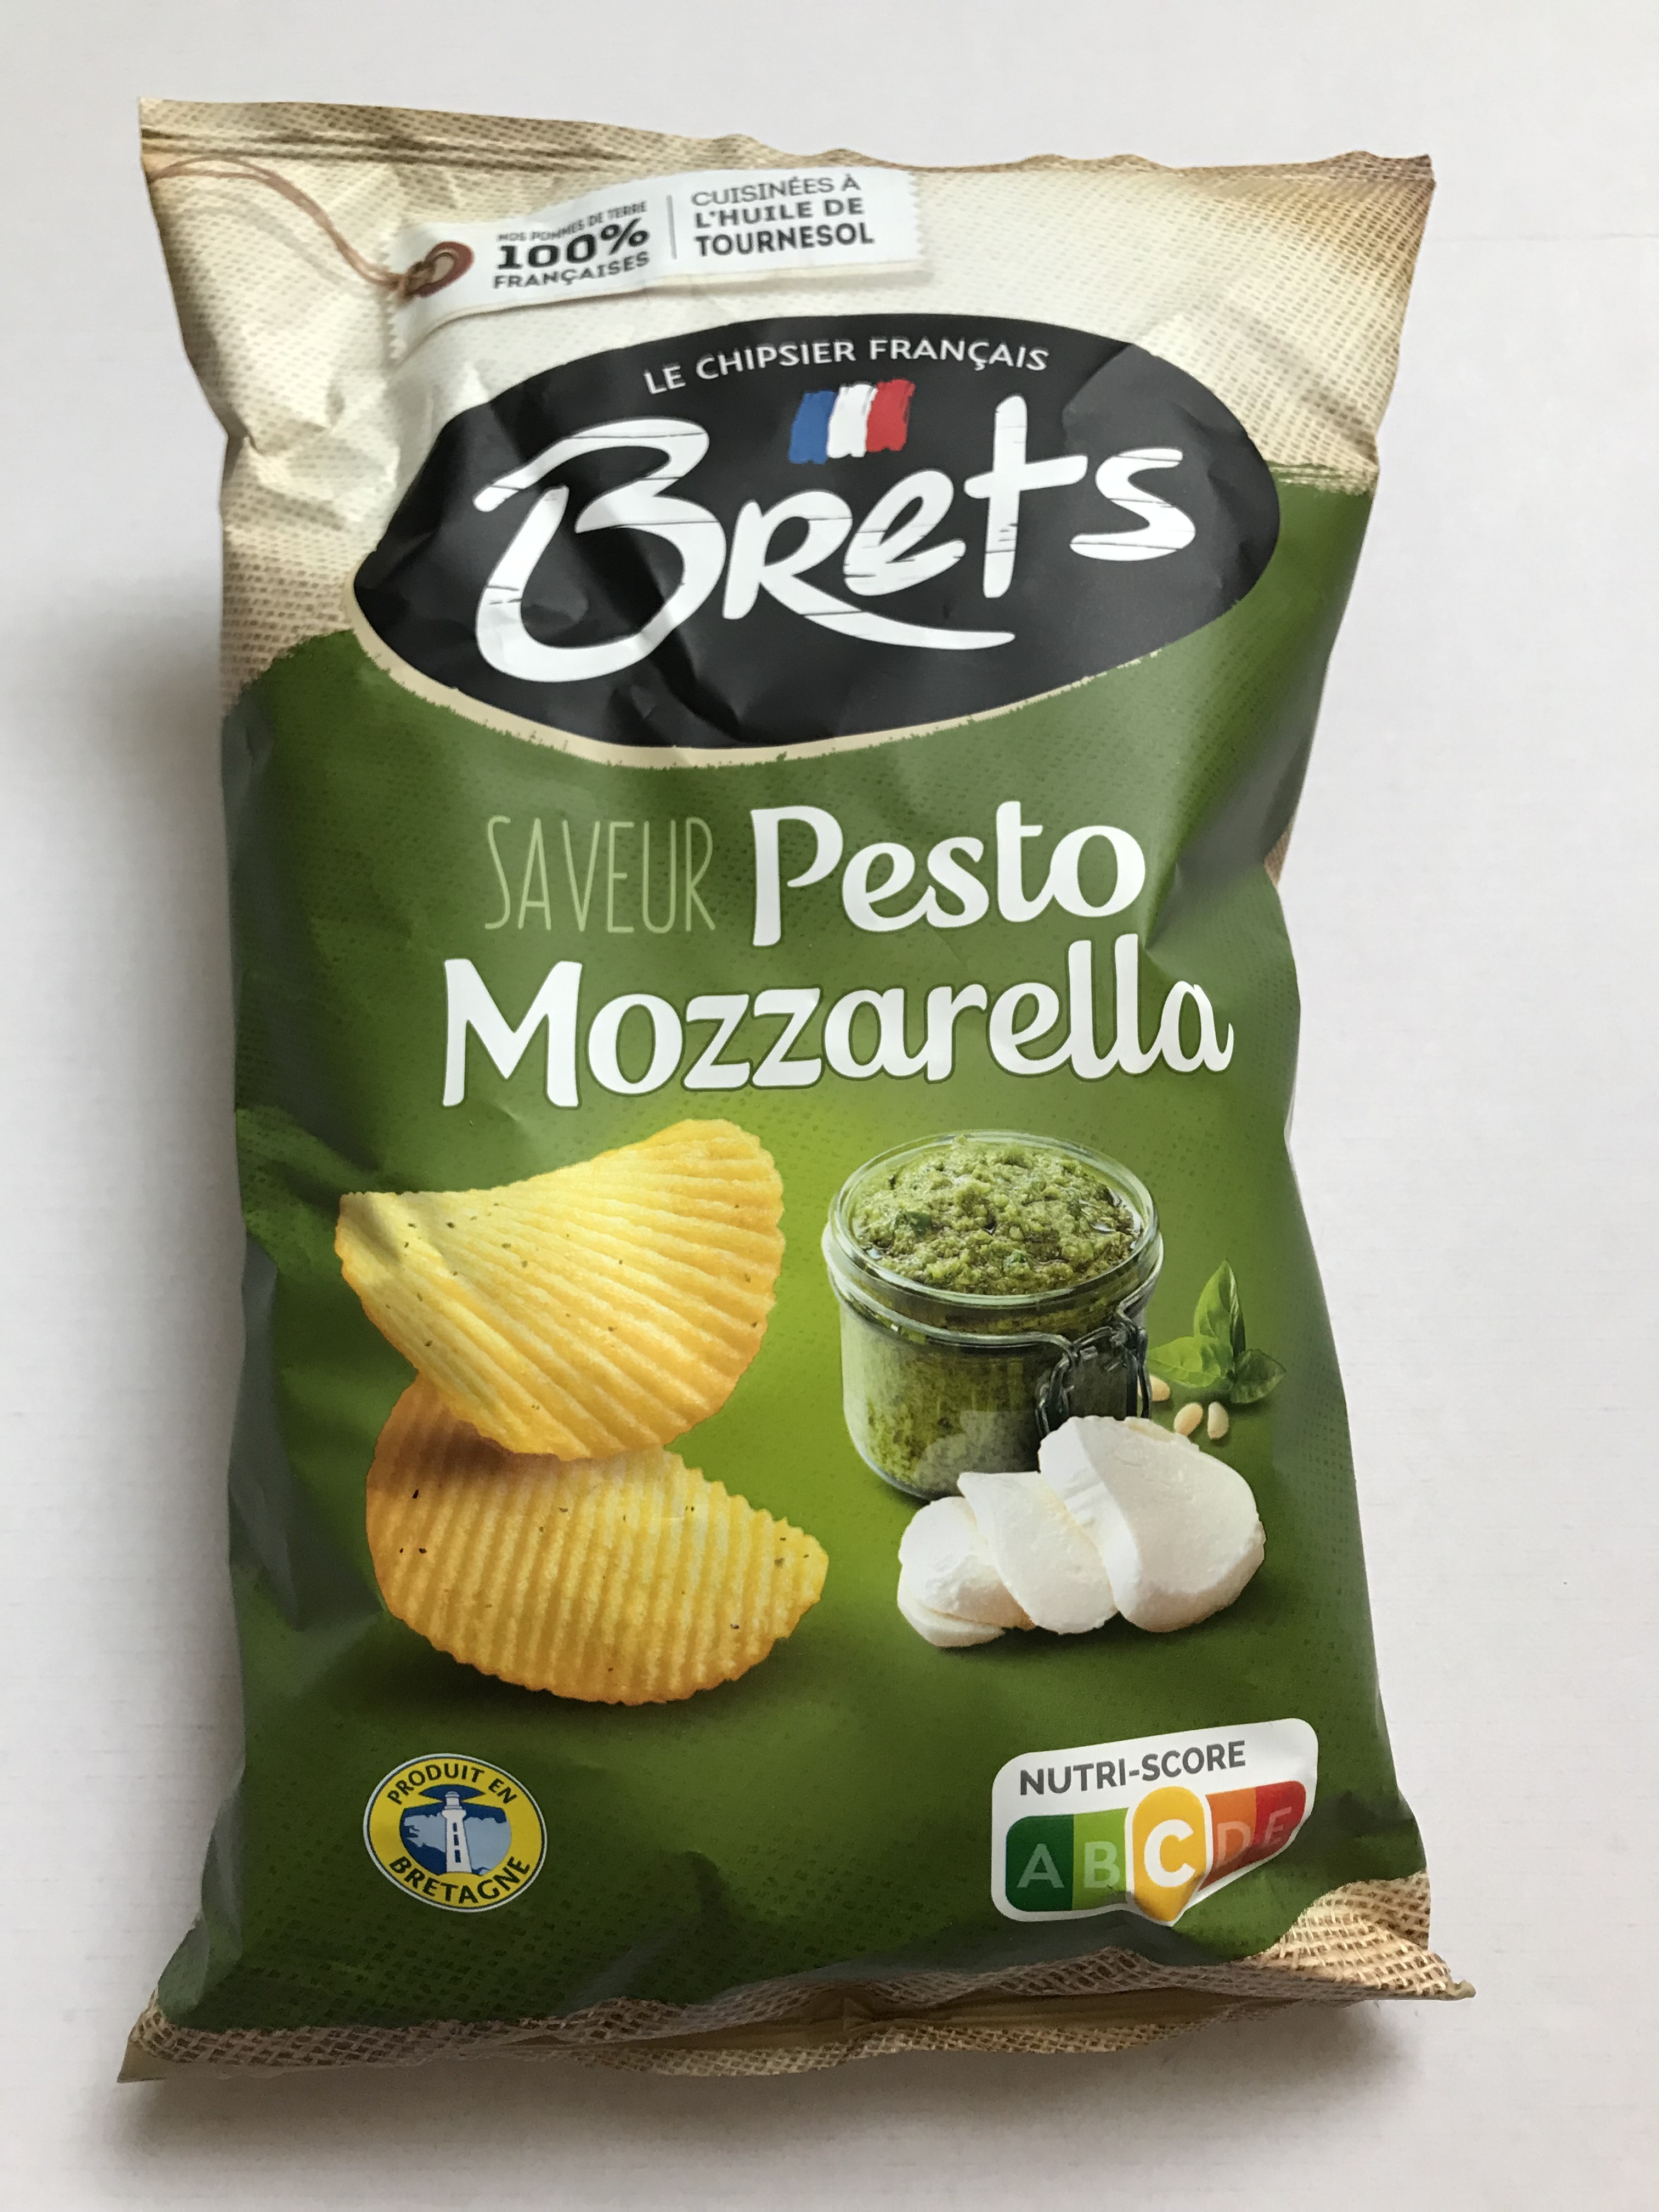 NOS POMMES DE TERRE
100%
FRANÇAISES
CUISINÉES À
L'HUILE DE
TOURNESOL
LE CHIPSIER FRANÇAIS
Brets
SAVEUR Pesto
Mozzarella
PRODUIT EN
BRETAGNE
NUTRI-SCORE
A B C D E